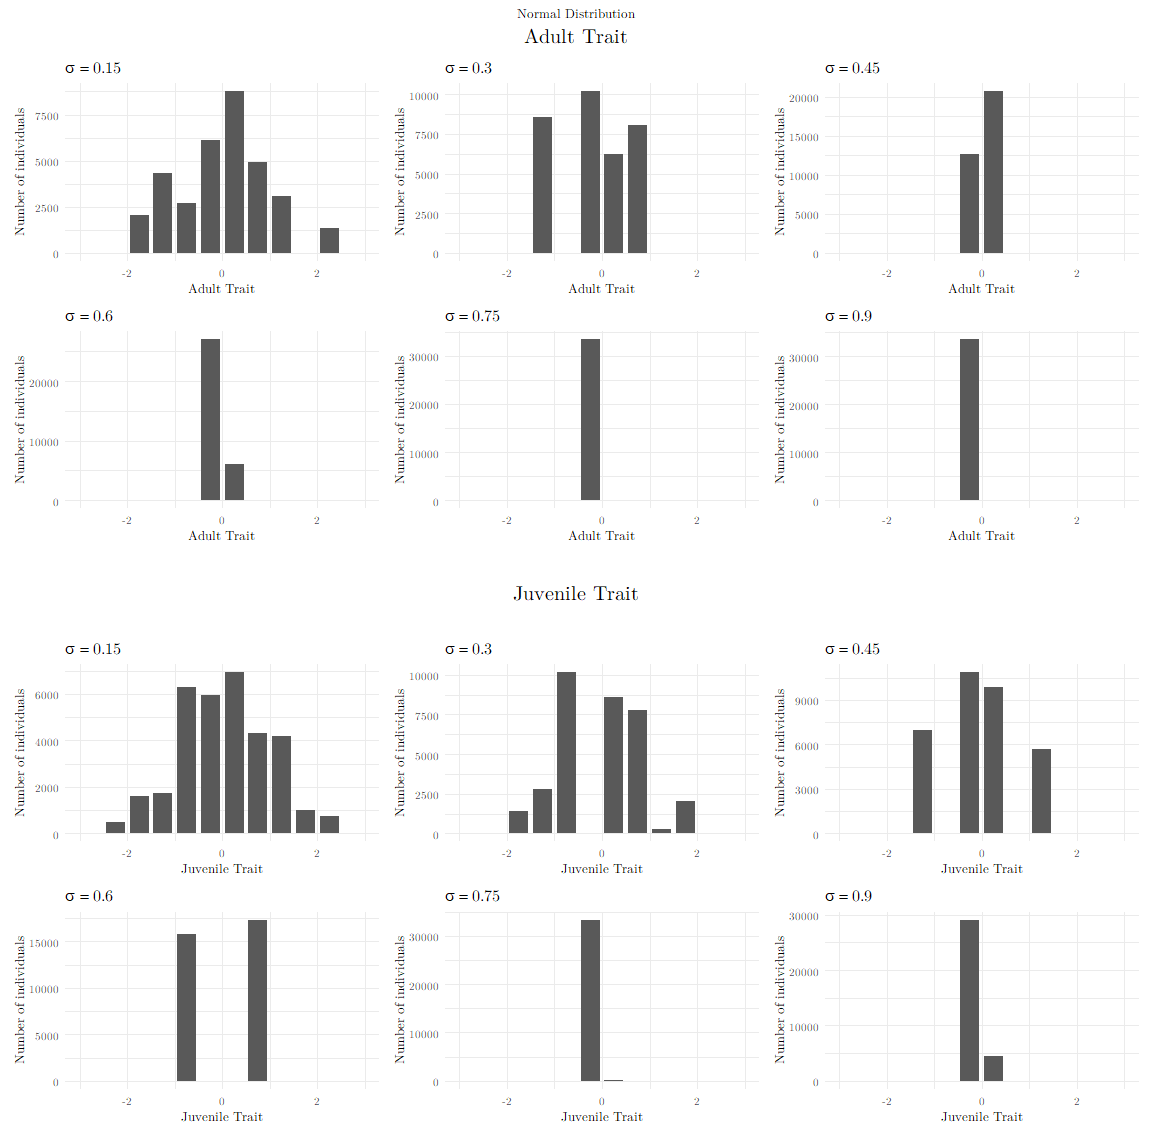 Normal Distribution
Adult Trait
σ = 0.15
σ = 0.3
σ = 0.45
Number of individuals
7500
5000
2500
0
-2
0
2
Adult Trait
Number of individuals
10000
7500
5000
2500
0
-2
0
2
Adult Trait
Number of individuals
20000
15000
10000
5000
0
-2
0
2
Adult Trait
σ = 0.6
σ = 0.75
σ = 0.9
Number of individuals
20000
10000
0
-2
0
2
Adult Trait
Number of individuals
30000
20000
10000
0
-2
0
2
Adult Trait
Number of individuals
30000
20000
10000
0
-2
0
2
Adult Trait
Juvenile Trait
σ = 0.15
σ = 0.3
σ = 0.45
Number of individuals
6000
4000
2000
0
-2
0
2
Juvenile Trait
Number of individuals
10000
7500
5000
2500
0
-2
0
2
Juvenile Trait
Number of individuals
9000
6000
3000
0
-2
0
2
Juvenile Trait
σ = 0.6
σ = 0.75
σ = 0.9
Number of individuals
15000
10000
5000
0
-2
0
2
Juvenile Trait
Number of individuals
30000
20000
10000
0
-2
0
2
Juvenile Trait
Number of individuals
30000
20000
10000
0
-2
0
2
Juvenile Trait